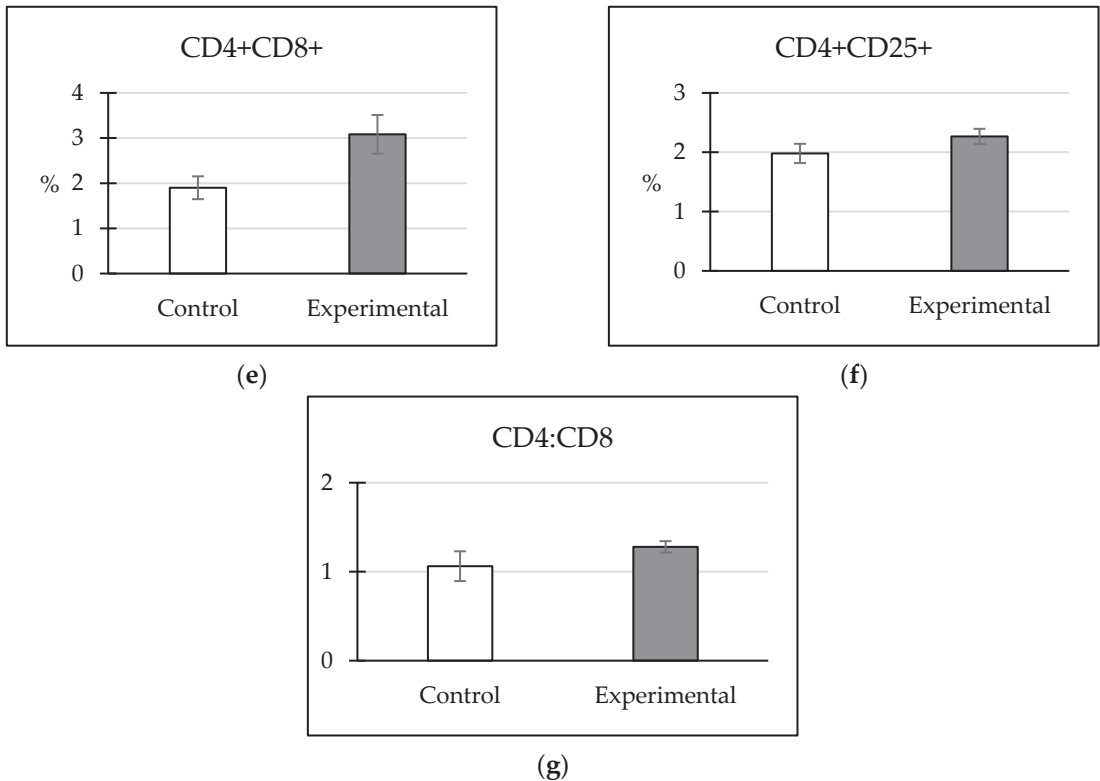 CD4+CD8+
4
3
%
2
1
0
Control Experimental
(e)
CD4+CD25+
3
2
%
1
0
Control Experimental
(f)
CD4:CD8
2
1
0
Control Experimental
(g)